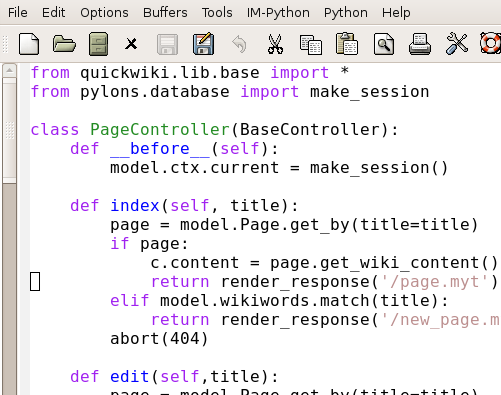 File Edit Options Buffers Tools IM-Python Python Help
from quickwiki.lib.base import *
from pylons.database import make_session
class PageController(BaseController):
def __before__(self):
model.ctx.current = make_session()
def index(self, title):
page = model.Page.get_by(title=title)
if page:
c.content = page.get_wiki_content()
return render_response('/page.myt')
elif model.wikiwords.match(title):
return render_response('/new_page.m
abort(404)
def edit(self,title):
page = model.Page.get_by(title=title)